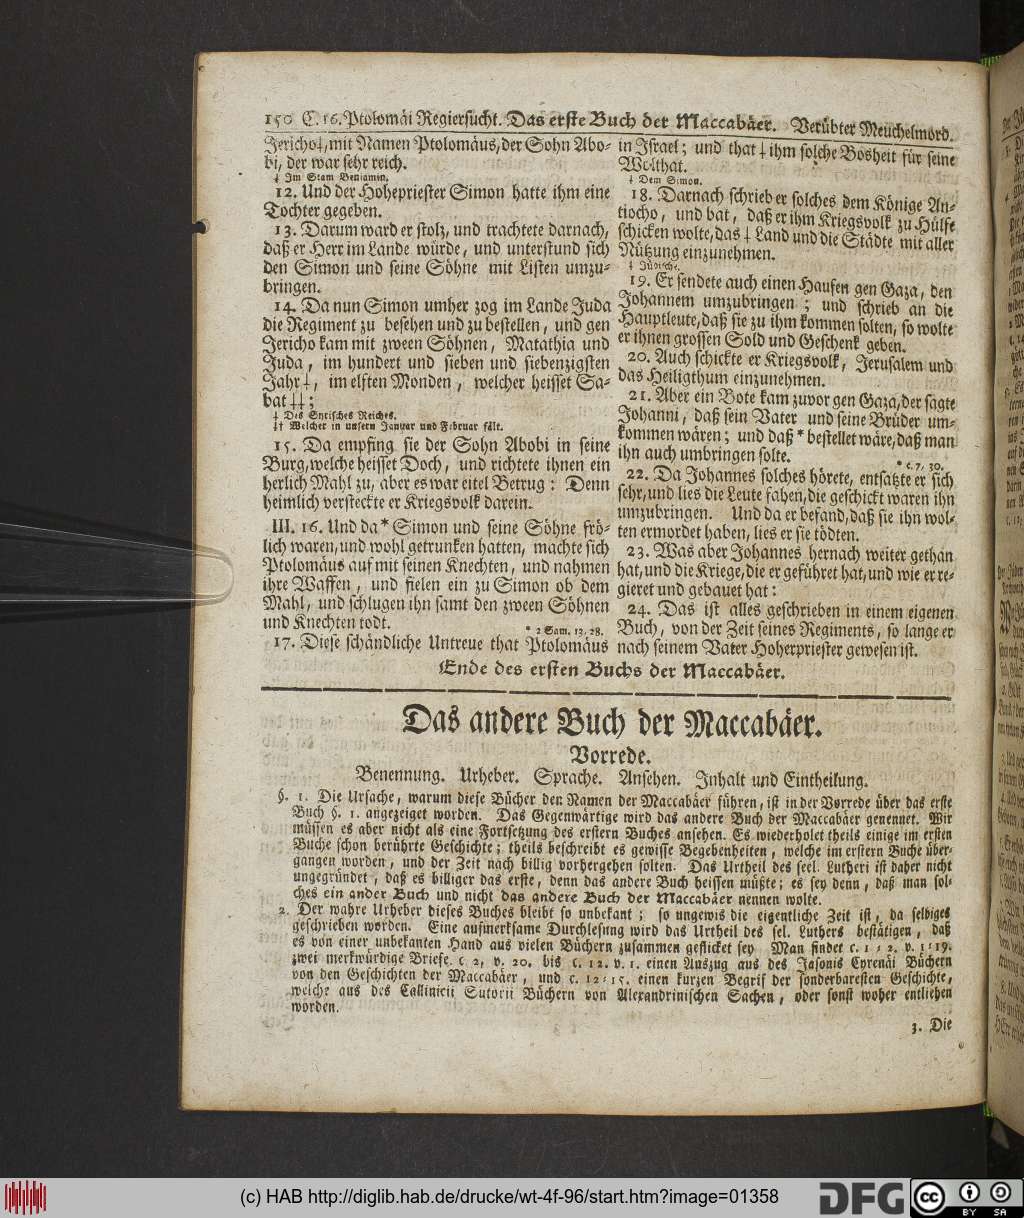 150 C. 16. Ptolomäi Regiersucht. Das erste Buch der Maccabäer. Verübter Meuchelmord.
Jericho‡, mit Namen Ptolomäus, der Sohn Abo-
bi, der war sehr reich.
‡ Im Stam Benjamin.
12. Und der Hohepriester Simon hatte ihm eine
Tochter gegeben.
13. Darum ward er stolz, und trachtete darnach,
daß er Herr im Lande würde, und unterstund sich
den Simon und seine Söhne mit Listen umzu-
bringen.
14. Da nun Simon umher zog im Lande Juda
die Regiment zu besehen und zu bestellen, und gen
Jericho kam mit zween Söhnen, Matathia und
Juda, im hundert und sieben und siebenzigsten
Jahr‡, im elften Monden, welcher heisset Sa-
bat‡‡;
‡ Des Syrisches Reiches.
‡† Welcher in unsern Januar und Februar fält.
15. Da empfing sie der Sohn Abobi in seine
Burg, welche heisset Doch, und richtete ihnen ein
herlich Mahl zu, aber es war eitel Betrug: Denn
heimlich versteckte er Kriegsvolk darein.
III. 16. Und da* Simon und seine Söhne frö-
lich waren, und wohl getrunken hatten, machte sich
Ptolomäus auf mit seinen Knechten, und nahmen
ihre Waffen, und fielen ein zu Simon ob dem
Mahl, und schlugen ihn samt den zween Söhnen
und Knechten todt.
* 2 Sam. 13, 28.
17. Diese schändliche Untreue that Ptolomäus
in Israel; und that‡ ihm solche Bosheit für seine
Wolthat.
‡ Dem Simon.
18. Darnach schrieb er solches dem Könige An-
tiocho, und bat, daß er ihm Kriegsvolk zu Hülfe
schicken wolte, das‡ Land und die Städte mit aller
Nützung einzunehmen.
‡ Jüdische.
19. Er sendete auch einen Haufen gen Gaza, den
Johannem umzubringen; und schrieb an die
Hauptleute, daß sie zu ihm kommen solten, so wolte
er ihnen grossen Sold und Geschenk geben.
20. Auch schickte er Kriegsvolk, Jerusalem und
das Heiligthum einzunehmen.
21. Aber ein Bote kam zuvor gen Gaza, der sagte
Johanni, daß sein Vater und seine Brüder um-
kommen wären; und daß* bestellet wäre, daß man
ihn auch umbringen solte.
* c. 7, 30.
22. Da Johannes solches hörete, entsatzte er sich
sehr, und lies die Leute fahen, die geschickt waren ihn
umzubringen. Und da er befand, daß sie ihn wol-
ten ermordet haben, lies er sie tödten.
23. Was aber Johannes hernach weiter gethan
hat, und die Kriege, die er geführet hat, und wie er re-
gieret und gebauet hat:
24. Das ist alles geschrieben in einem eigenen
Buch, von der Zeit seines Regiments, so lange er
nach seinem Vater Hoherpriester gewesen ist.
Ende des ersten Buchs der Maccabäer.
Das andere Buch der Maccabäer.
Vorrede.
Benennung. Urheber. Sprache. Ansehen. Inhalt und Eintheilung.
§. 1. Die Ursache, warum diese Bücher den Namen der Maccabäer führen, ist in der Vorrede über das erste
Buch §. 1. angezeiget worden. Das Gegenwärtige wird das andere Buch der Maccabäer genennet. Wir
müssen es aber nicht als eine Fortsetzung des erstern Buches ansehen. Es wiederholet theils einige im ersten
Buche schon berührte Geschichte; theils beschreibt es gewisse Begebenheiten, welche im erstern Buche über-
gangen worden, und der Zeit nach billig vorhergehen solten. Das Urtheil des seel. Lutheri ist daher nicht
ungegründet, daß es billiger das erste, denn das andere Buch heissen müßte; es sey denn, daß man sol-
ches ein ander Buch und nicht das andere Buch der Maccabäer nennen wolte.
2. Der wahre Urheber dieses Buches bleibt so unbekant; so ungewis die eigentliche Zeit ist, da selbiges
geschrieben worden. Eine aufmerksame Durchlesung wird das Urtheil des sel. Luthers bestätigen, daß
es von einer unbekanten Hand aus vielen Büchern zusammen geflicket sey Man findet c. 1-2. v. 1-19.
zwei merkwürdige Briefe. c 2, v. 20. bis c. 12. v. 1. einen Auszug aus des Jasonis Cyrenäi Büchern
von den Geschichten der Maccabäer, und c. 12-15. einen kurzen Begrif der sonderbaresten Geschichte,
welche aus des Callinicii Sutorii Büchern von Alexandrinischen Sachen, oder sonst woher entliehen
worden.
3. Die
(c) HAB http://diglib.hab.de/drucke/wt-4f-96/start.htm?image=01358
DFG
CC BY SA